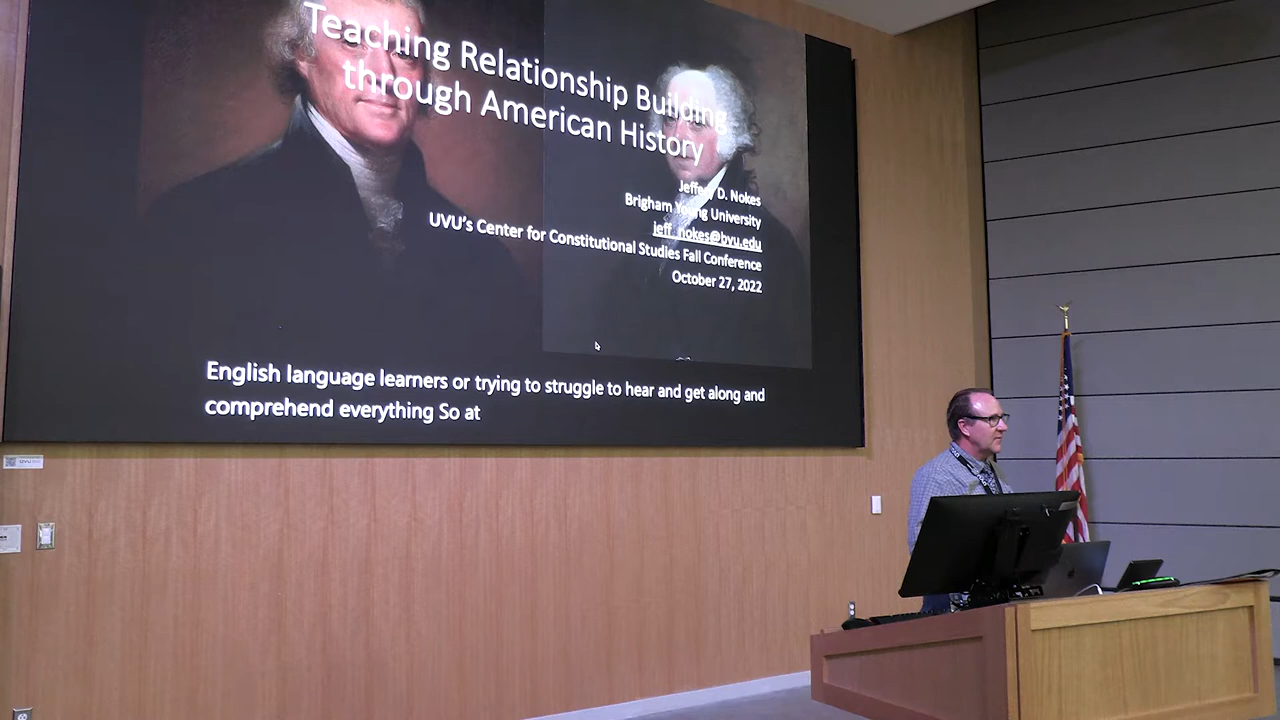 Teaching Relationship Building
through American History
Jeffery D. Nokes
Brigham Young University
jeff_nokes@byu.edu
UVU's Center for Constitutional Studies Fall Conference
October 27, 2022
English language learners or trying to struggle to hear and get along and
comprehend everything So at
UVU